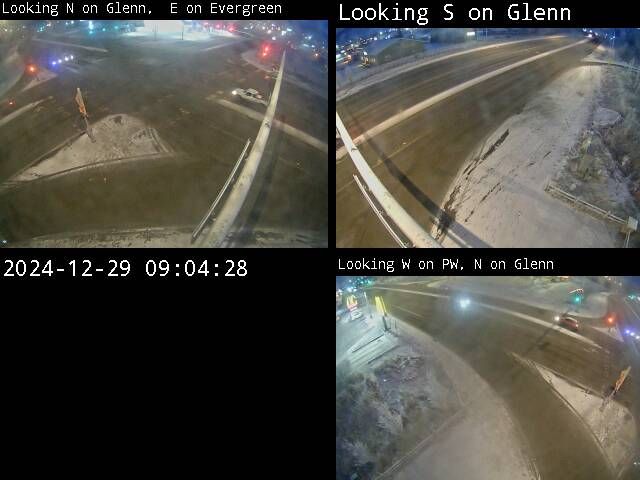 Looking N on Glenn, E on Evergreen
Looking S on Glenn
2024-12-29 09:04:28
Looking W on PW, N on Glenn